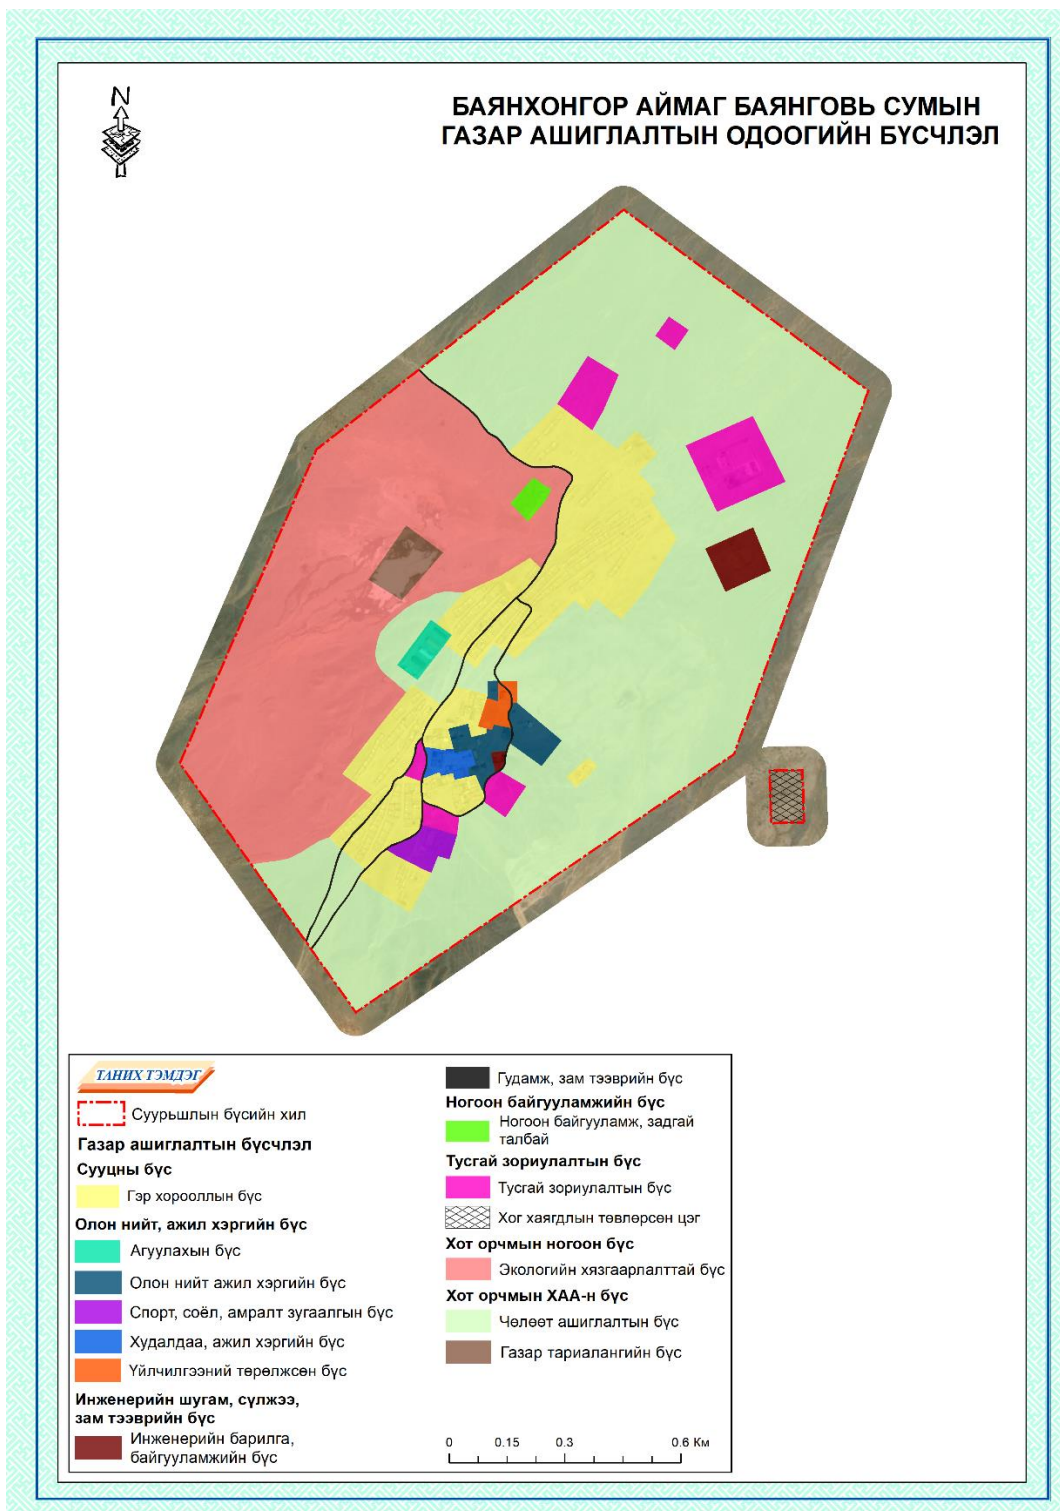 N
БАЯНХОНГОР АЙМАГ БАЯНГОВЬ СУМЫН
ГАЗАР АШИГЛАЛТЫН ОДООГИЙН БҮСЧЛЭЛ
ТАНИХ ТЭМДЭГ
Суурьшлын бүсийн хил
Газар ашиглалтын бүсчлэл
Сууцны бүс
Гэр хорооллын бүс
Олон нийт, ажил хэргийн бүс
Агуулахын бүс
Олон нийт ажил хэргийн бүс
Спорт, соёл, амралт зугаалгын бүс
Худалдаа, ажил хэргийн бүс
Үйлчилгээний төрөлжсөн бүс
Инженерийн шугам, сүлжээ,
зам тээврийн бүс
Инженерийн барилга,
байгууламжийн бүс
Гудамж, зам тээврийн бүс
Ногоон байгууламжийн бүс
Ногоон байгууламж, задгай
талбай
Тусгай зориулалтын бүс
Тусгай зориулалтын бүс
Хог хаягдлын төвлөрсөн цэг
Хот орчмын ногоон бүс
Экологийн хязгаарлалттай бүс
Хот орчмын ХАА-н бүс
Чөлөөт ашиглалтын бүс
Газар тариалангийн бүс
0 0.15 0.3 0.6 Км